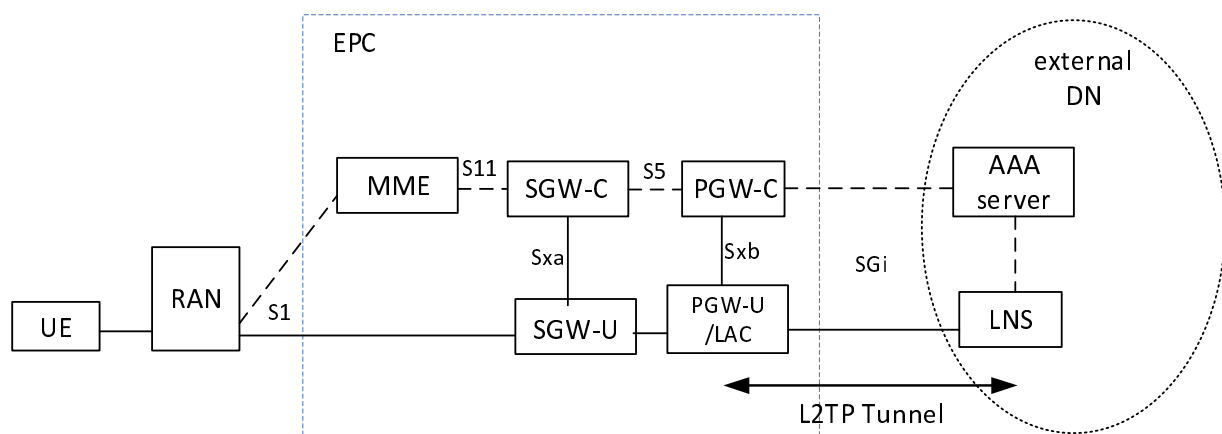 EPC
external
DN
MME
S11
SGW-C
S5
PGW-C
AAA
server
Sxa
Sxb
SGi
RAN
S1
UE
SGW-U
PGW-U
/LAC
LNS
L2TP Tunnel